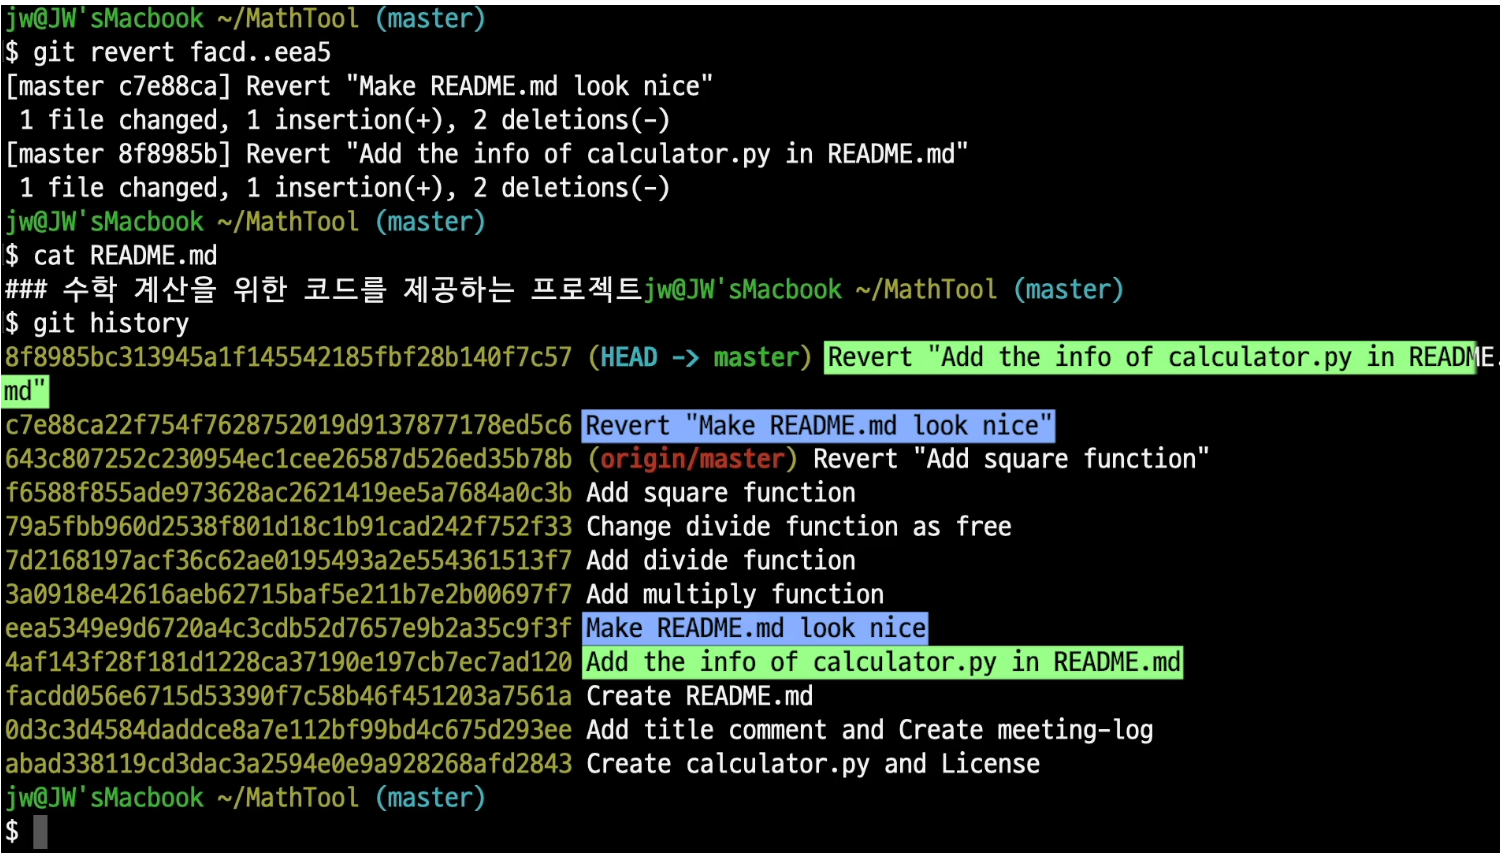 jw@JW'sMacbook ~/MathTool (master)
$ git revert facd..eea5
[master c7e88ca] Revert "Make README.md look nice"
 1 file changed, 1 insertion(+), 2 deletions(-)
[master 8f8985b] Revert "Add the info of calculator.py in README.md"
 1 file changed, 1 insertion(+), 2 deletions(-)
jw@JW'sMacbook ~/MathTool (master)
$ cat README.md
### 수학 계산을 위한 코드를 제공하는 프로젝트jw@JW'sMacbook ~/MathTool (master)
$ git history
8f8985bc313945a1f145542185fbf28b140f7c57 (HEAD -> master) Revert "Add the info of calculator.py in README.
md"
c7e88ca22f754f7628752019d9137877178ed5c6 Revert "Make README.md look nice"
643c807252c230954ec1cee26587d526ed35b78b (origin/master) Revert "Add square function"
f6588f855ade973628ac2621419ee5a7684a0c3b Add square function
79a5fbb960d2538f801d18c1b91cad242f752f33 Change divide function as free
7d2168197acf36c62ae0195493a2e554361513f7 Add divide function
3a0918e42616aeb62715baf5e211b7e2b00697f7 Add multiply function
eea5349e9d6720a4c3cdb52d7657e9b2a35c9f3f Make README.md look nice
4af143f28f181d1228ca37190e197cb7ec7ad120 Add the info of calculator.py in README.md
facdd056e6715d53390f7c58b46f451203a7561a Create README.md
0d3c3d4584daddce8a7e112bf99bd4c675d293ee Add title comment and Create meeting-log
abad338119cd3dac3a2594e0e9a928268afd2843 Create calculator.py and License
jw@JW'sMacbook ~/MathTool (master)
$